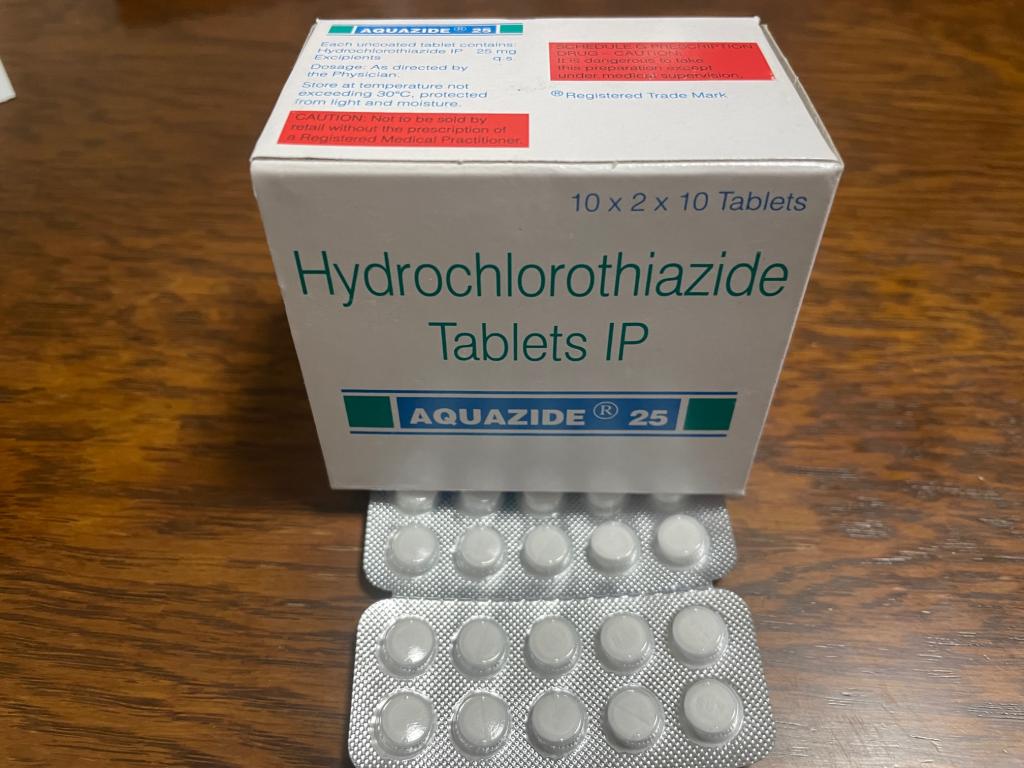 AQUAZIDE ® 25
Each uncoated tablet contains:
Hydrochlorothiazide IP 25 mg
Excipients q.s.
Dosage: As directed by
the Physician.
Store at temperature not
exceeding 30°C, protected
from light and moisture.
CAUTION: Not to be sold by
retail without the prescription of
a Registered Medical Practitioner.
SCHEDULE G PRESCRIPTION
DRUG – CAUTION:
It is dangerous to take
this preparation except
under medical supervision.
® Registered Trade Mark
10 x 2 x 10 Tablets
Hydrochlorothiazide
Tablets IP
AQUAZIDE ® 25